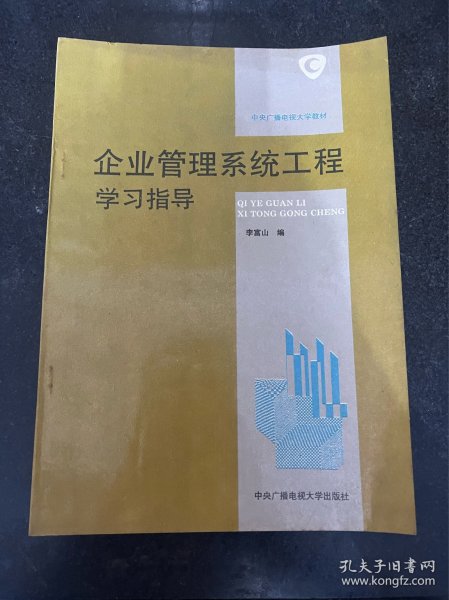 中央广播电视大学教材
企业管理系统工程
学习指导
QI YE GUAN LI
XI TONG GONG CHENG
李富山 编
中央广播电视大学出版社
孔夫子旧书网
www.kongfz.com